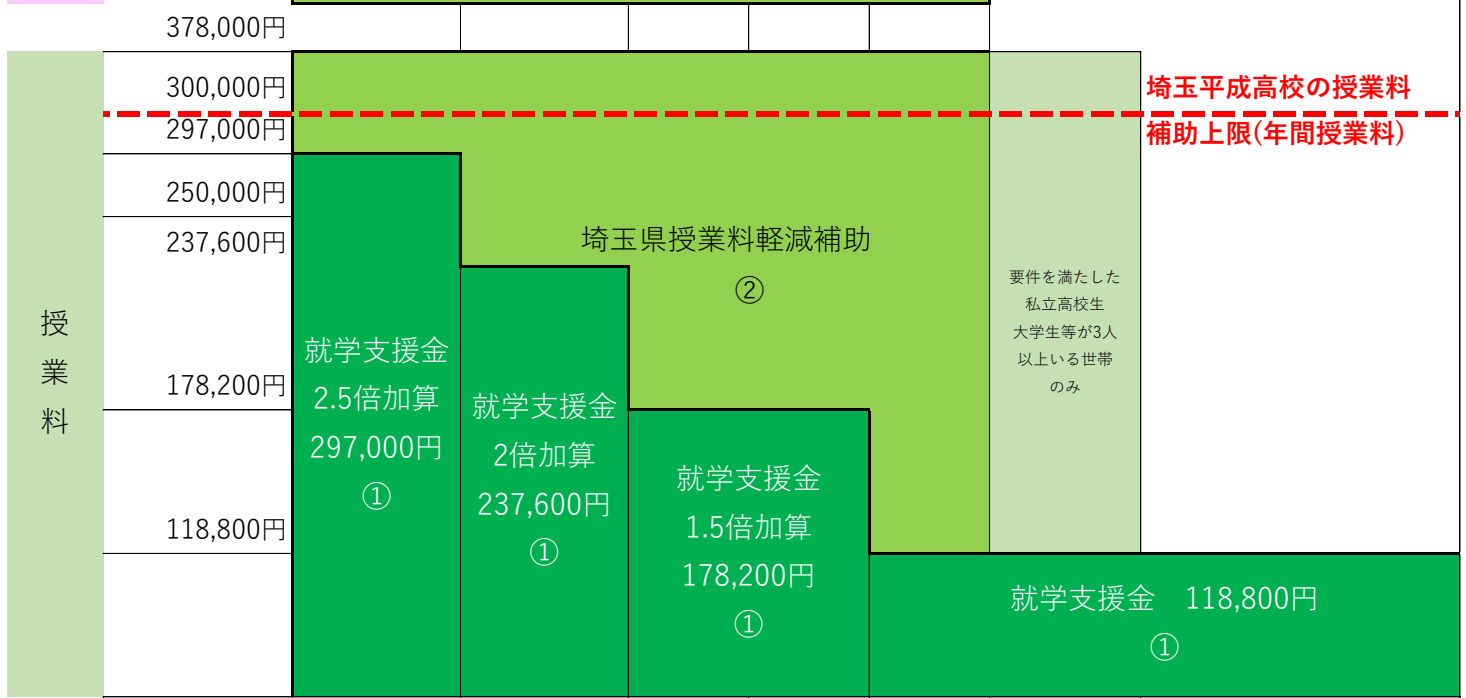 378,000円
授業料
300,000円
297,000円
250,000円
237,600円
178,200円
118,800円
埼玉平成高校の授業料
補助上限(年間授業料)
埼玉県授業料軽減補助
②
要件を満たした
私立高校生
大学生等が3人
以上いる世帯
のみ
就学支援金
2.5倍加算
297,000円
①
就学支援金
2倍加算
237,600円
①
就学支援金
1.5倍加算
178,200円
①
就学支援金　118,800円
①